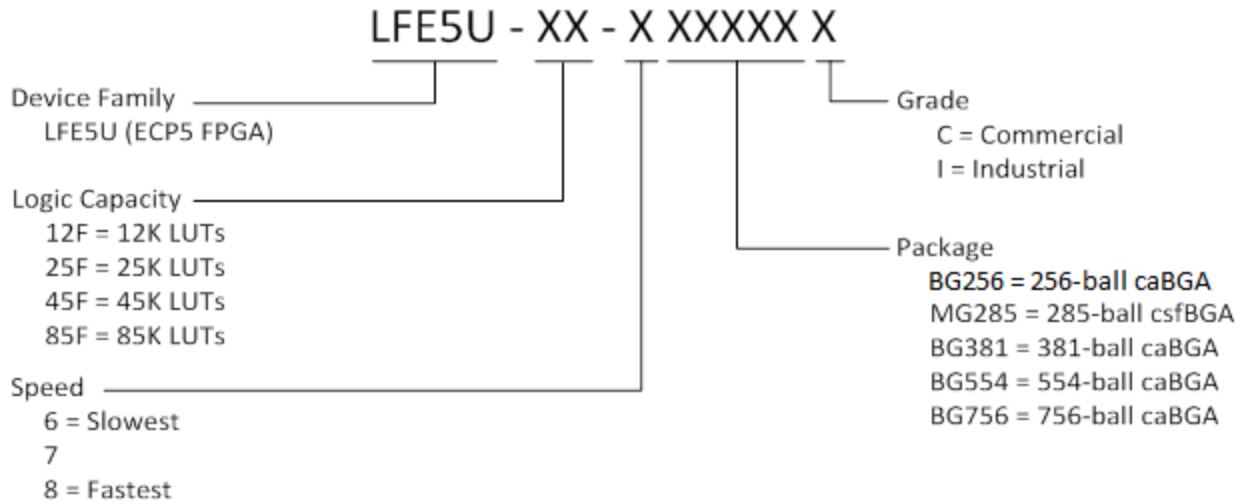 LFE5U - XX - X XXXXX X
Device Family
LFE5U (ECP5 FPGA)
Logic Capacity
12F = 12K LUTs
25F = 25K LUTs
45F = 45K LUTs
85F = 85K LUTs
Speed
6 = Slowest
7
8 = Fastest
Grade
C = Commercial
I = Industrial
Package
BG256 = 256-ball caBGA
MG285 = 285-ball csfBGA
BG381 = 381-ball caBGA
BG554 = 554-ball caBGA
BG756 = 756-ball caBGA